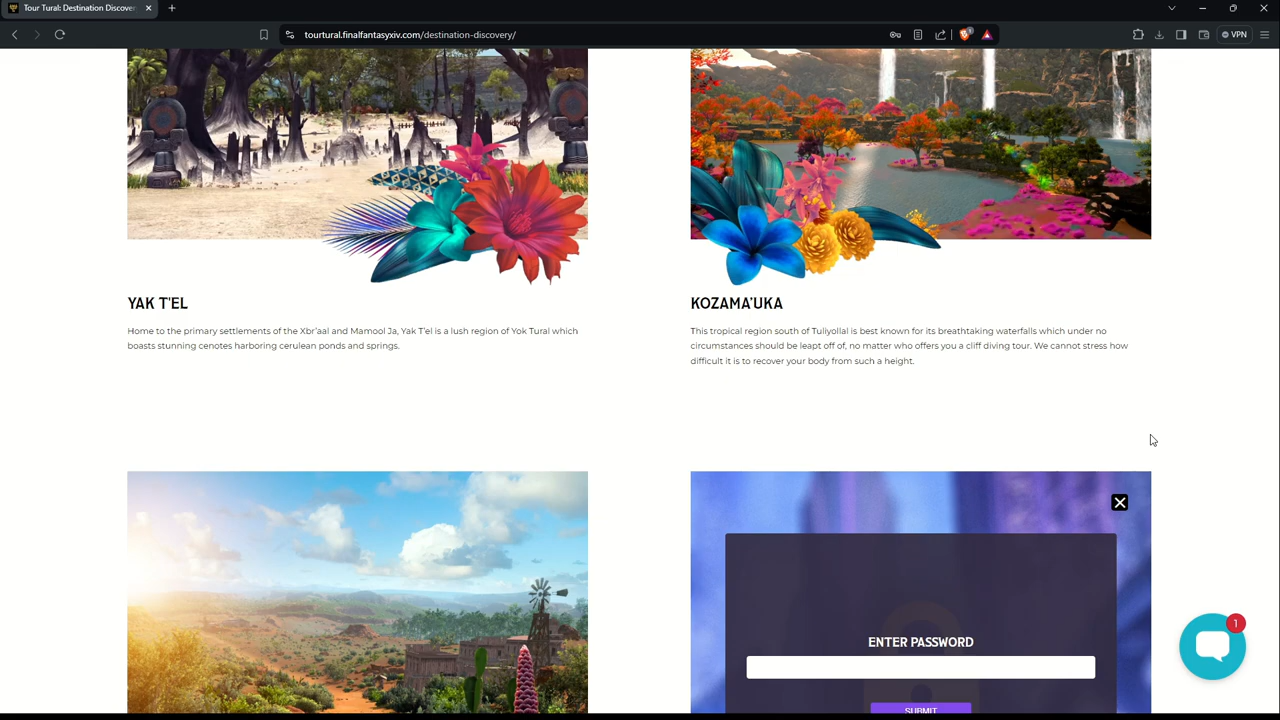 Tour Tural: Destination Discover
tourtural.finalfantasyxiv.com/destination-discovery/
VPN
YAK T'EL
Home to the primary settlements of the Xbr'aal and Mamool Ja, Yak T'el is a lush region of Yok Tural which
boasts stunning cenotes harboring cerulean ponds and springs.
KOZAMA'UKA
This tropical region south of Tuliyollal is best known for its breathtaking waterfalls which under no
circumstances should be leapt off of, no matter who offers you a cliff diving tour. We cannot stress how
difficult it is to recover your body from such a height.
ENTER PASSWORD
SUBMIT
1